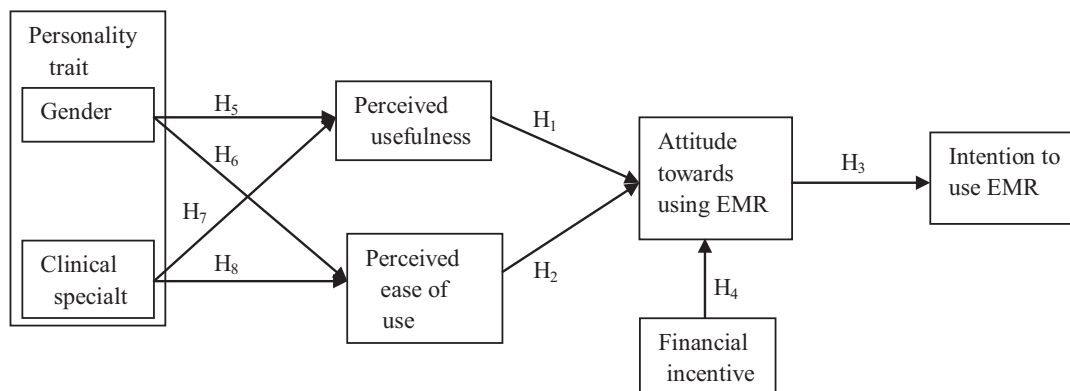 Personality
trait
Gender
Clinical
specialt
H5
H6
H7
H8
Perceived
usefulness
Perceived
ease of
use
H1
H2
Attitude
towards
using EMR
H4
Financial
incentive
H3
Intention to
use EMR